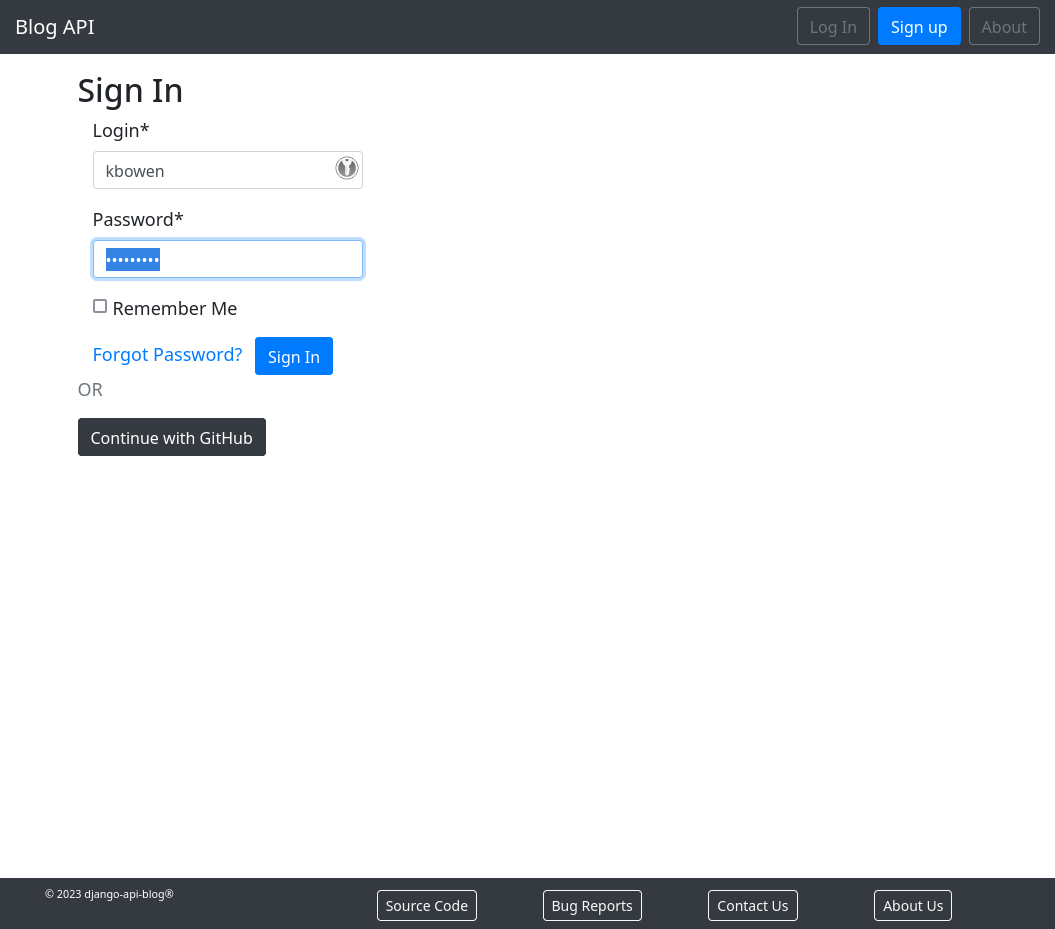 Blog API Log In Sign up About
Sign In
Login*
kbowen
Password*
•••••••••
Remember Me
Forgot Password? Sign In
OR
Continue with GitHub
© 2023 django-api-blog® Source Code Bug Reports Contact Us About Us